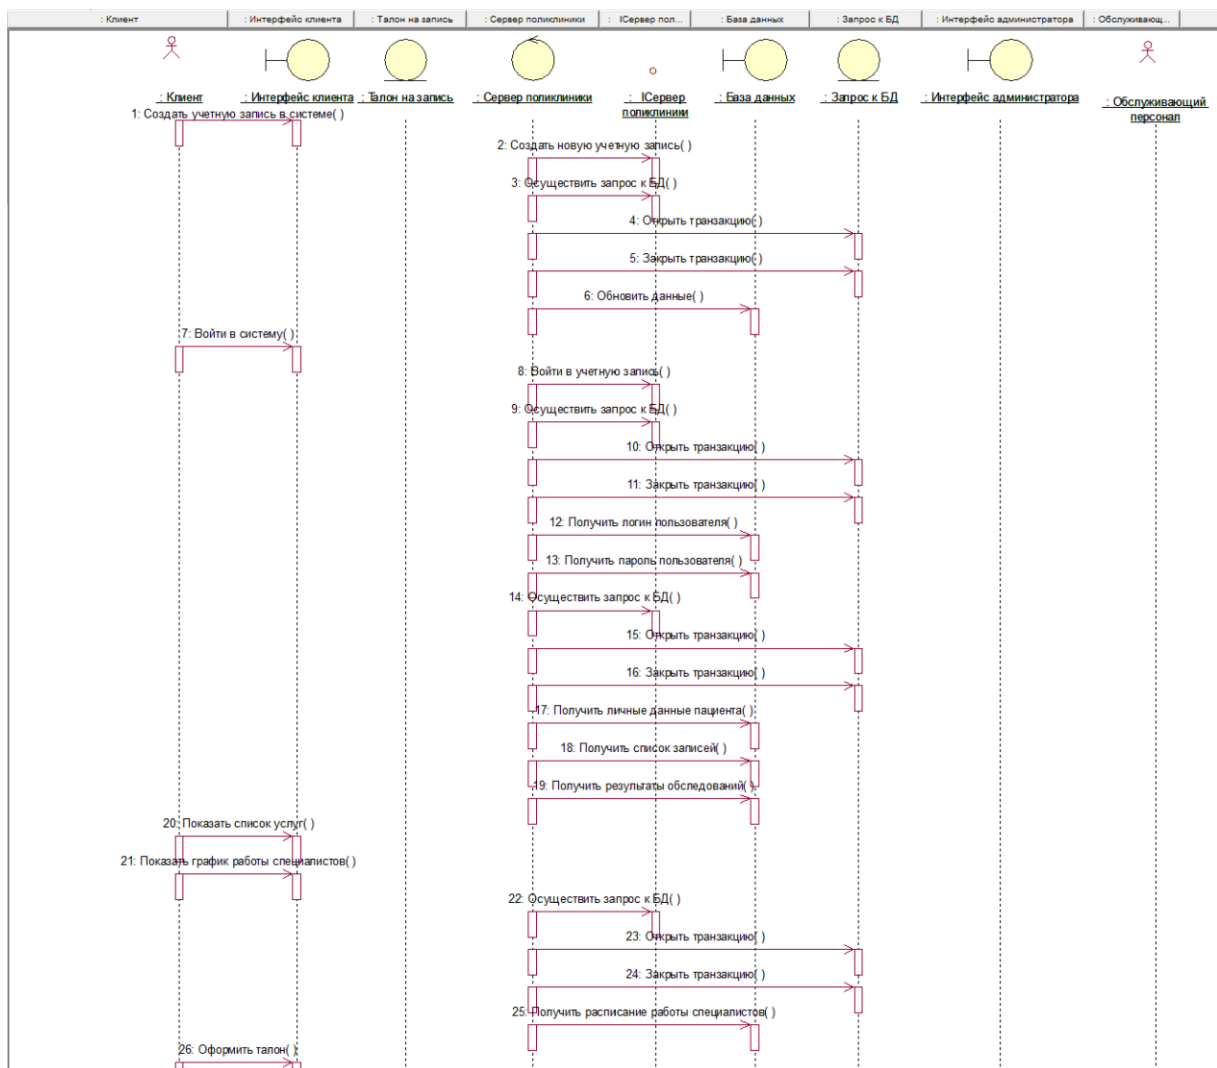 : Клиент
: Интерфейс клиента
: Талон на запись
: Сервер поликлиники
: IСервер пол...
: База данных
: Запрос к БД
: Интерфейс администратора
: Обслуживающ...
: Клиент
: Интерфейс клиента
: Талон на запись
: Сервер поликлиники
: IСервер
поликлиники
: База данных
: Запрос к БД
: Интерфейс администратора
: Обслуживающий
персонал
1: Создать учетную запись в системе( )
2: Создать новую учетную запись( )
3: Осуществить запрос к БД( )
4: Открыть транзакцию( )
5: Закрыть транзакцию( )
6: Обновить данные( )
7: Войти в систему( )
8: Войти в учетную запись( )
9: Осуществить запрос к БД( )
10: Открыть транзакцию( )
11: Закрыть транзакцию( )
12: Получить логин пользователя( )
13: Получить пароль пользователя( )
14: Осуществить запрос к БД( )
15: Открыть транзакцию( )
16: Закрыть транзакцию( )
17: Получить личные данные пациента( )
18: Получить список записей( )
19: Получить результаты обследований( )
20: Показать список услуг( )
21: Показать график работы специалистов( )
22: Осуществить запрос к БД( )
23: Открыть транзакцию( )
24: Закрыть транзакцию( )
25: Получить расписание работы специалистов( )
26: Оформить талон( )